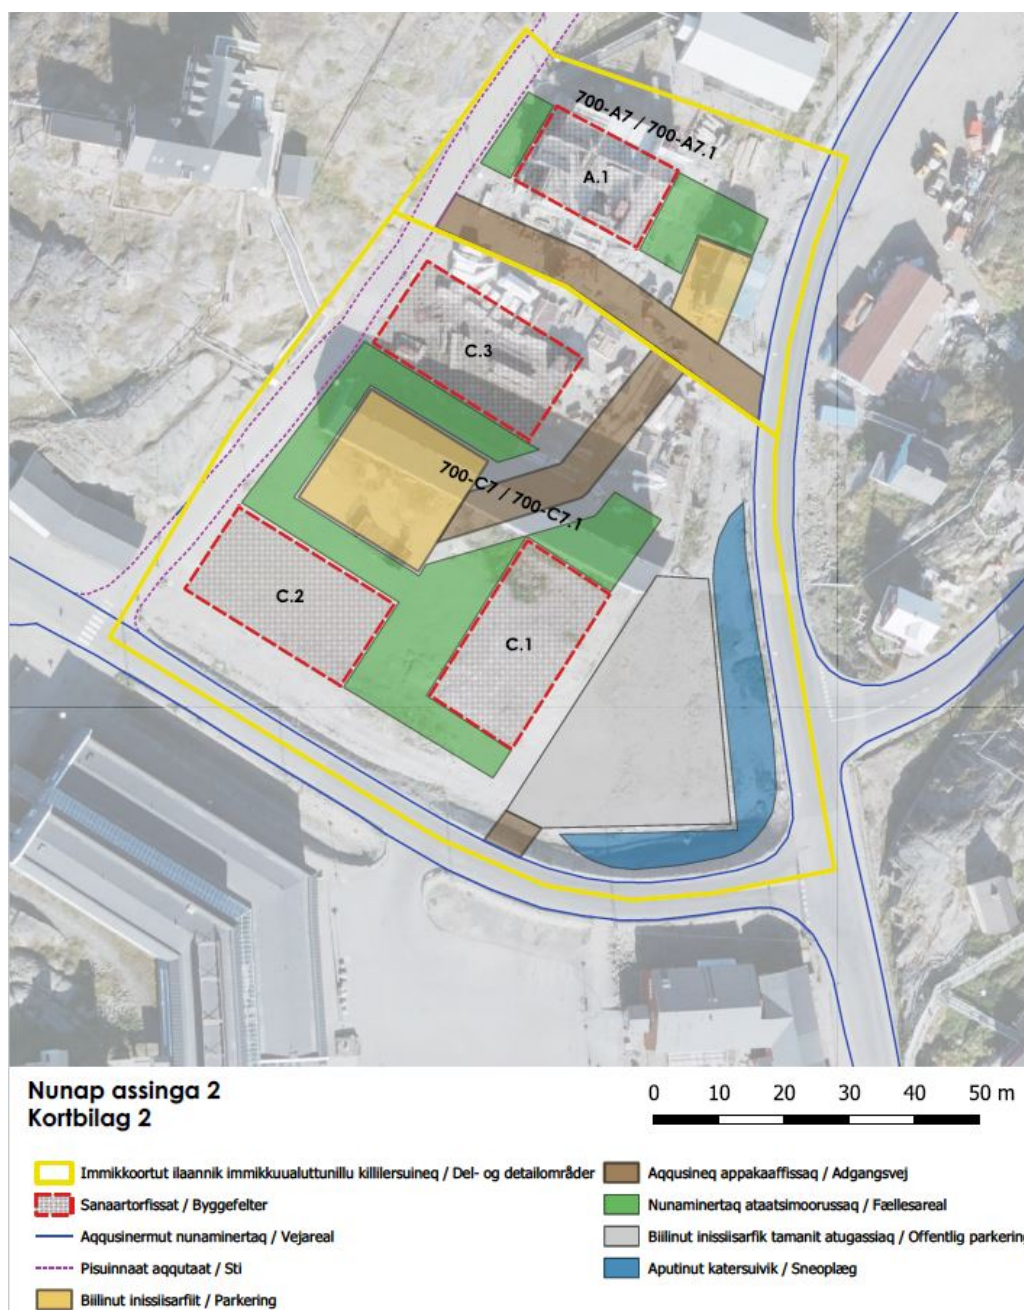 700-A7 / 700-A7.1
A.1
C.3
700-C7 / 700-C7.1
C.2
C.1
Nunap assinga 2
Kortbilag 2
0 10 20 30 40 50 m
Immikkoortut ilaannik immikkuualuttunillu killilersuineq / Del- og detailområder
Sanaartorfissat / Byggefelter
Aqqusinermut nunaminertaq / Vejareal
Pisuinnaat aqqutaat / Sti
Biilinut inissiisarfiit / Parkering
Aqqusineq appakaaffissaq / Adgangsvej
Nunaminertaq ataatsimoorussaq / Fællesareal
Biilinut inissiisarfik tamanit atugassiaq / Offentlig parkering
Aputinut katersuivik / Sneoplæg